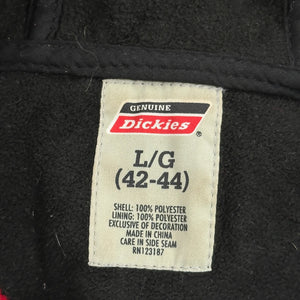 GENUINE
Dickies®
L/G
(42-44)
SHELL: 100% POLYESTER
LINING: 100% POLYESTER
EXCLUSIVE OF DECORATION
MADE IN CHINA
CARE IN SIDE SEAM
RN123187